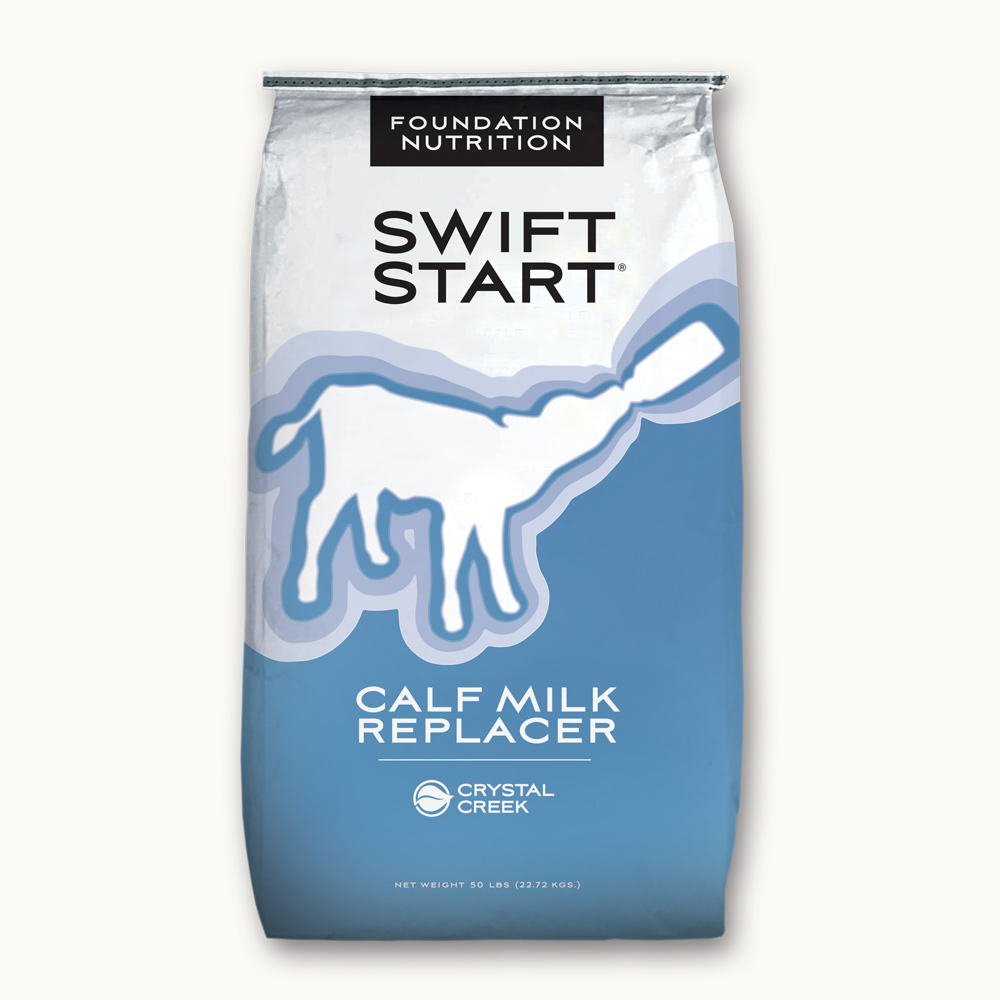 FOUNDATION
NUTRITION
SWIFT
START®
CALF MILK
REPLACER
CRYSTAL
CREEK
NET WEIGHT 50 LBS (22.72 KGS.)